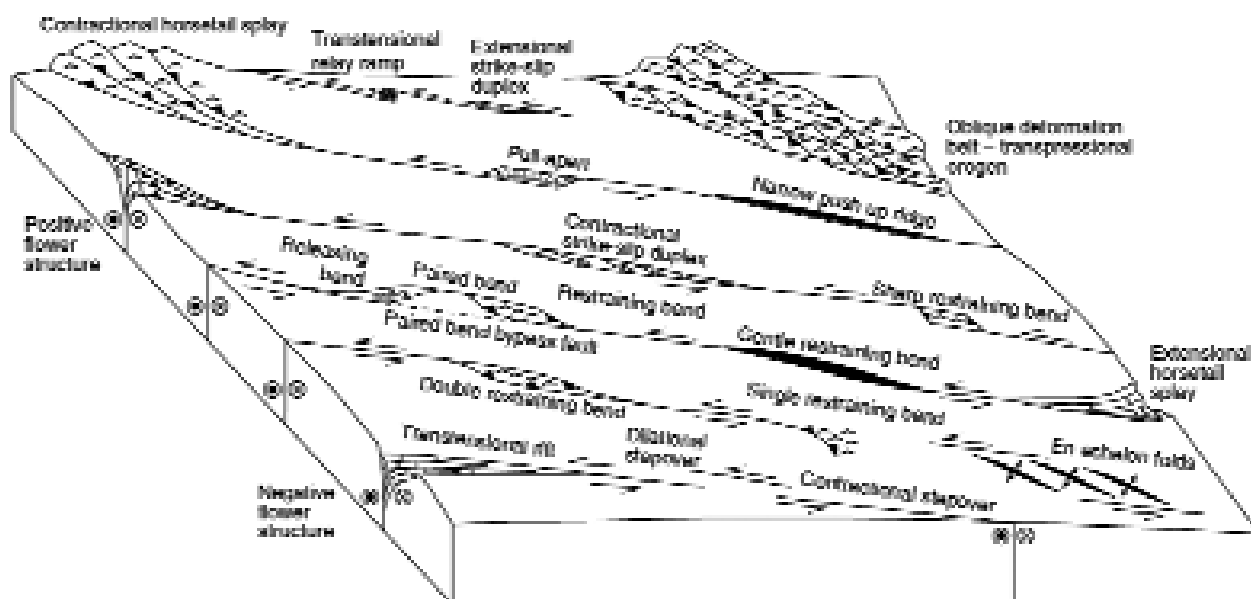 Contractional horsetail splay
Transtensional
relay ramp
Extensional
strike-slip
duplex
Oblique deformation
belt – transpressional
orogen
Pull-apart
Narrow push up ridge
Positive
flower
structure
Contractional
strike-slip duplex
Releasing
bend
Paired bend
Restraining bend
Sharp restraining bend
Paired bend bypass fault
Gentle restraining bend
Extensional
horsetail
splay
Double restraining bend
Single restraining bend
Transtensional rift
Dilational
stepover
En echelon folds
Contractional stepover
Negative
flower
structure